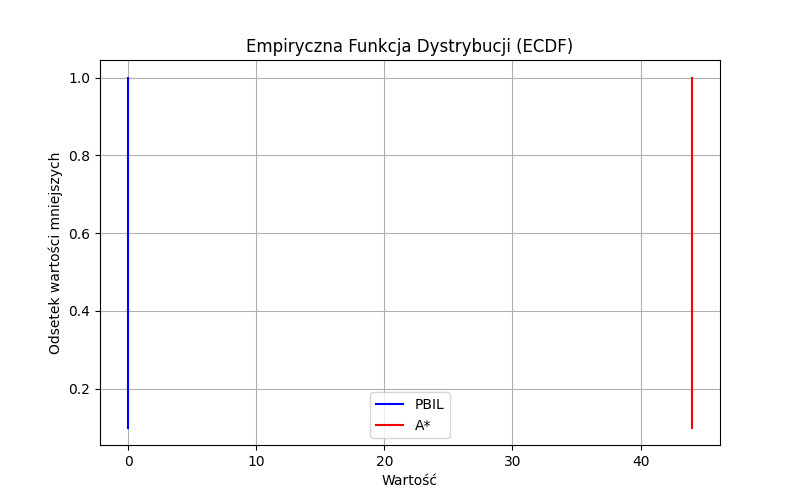 Empiryczna Funkcja Dystrybucji (ECDF)
Odsetek wartości mniejszych
1.0
0.8
0.6
0.4
0.2
PBIL
A*
0 10 20 30 40
Wartość